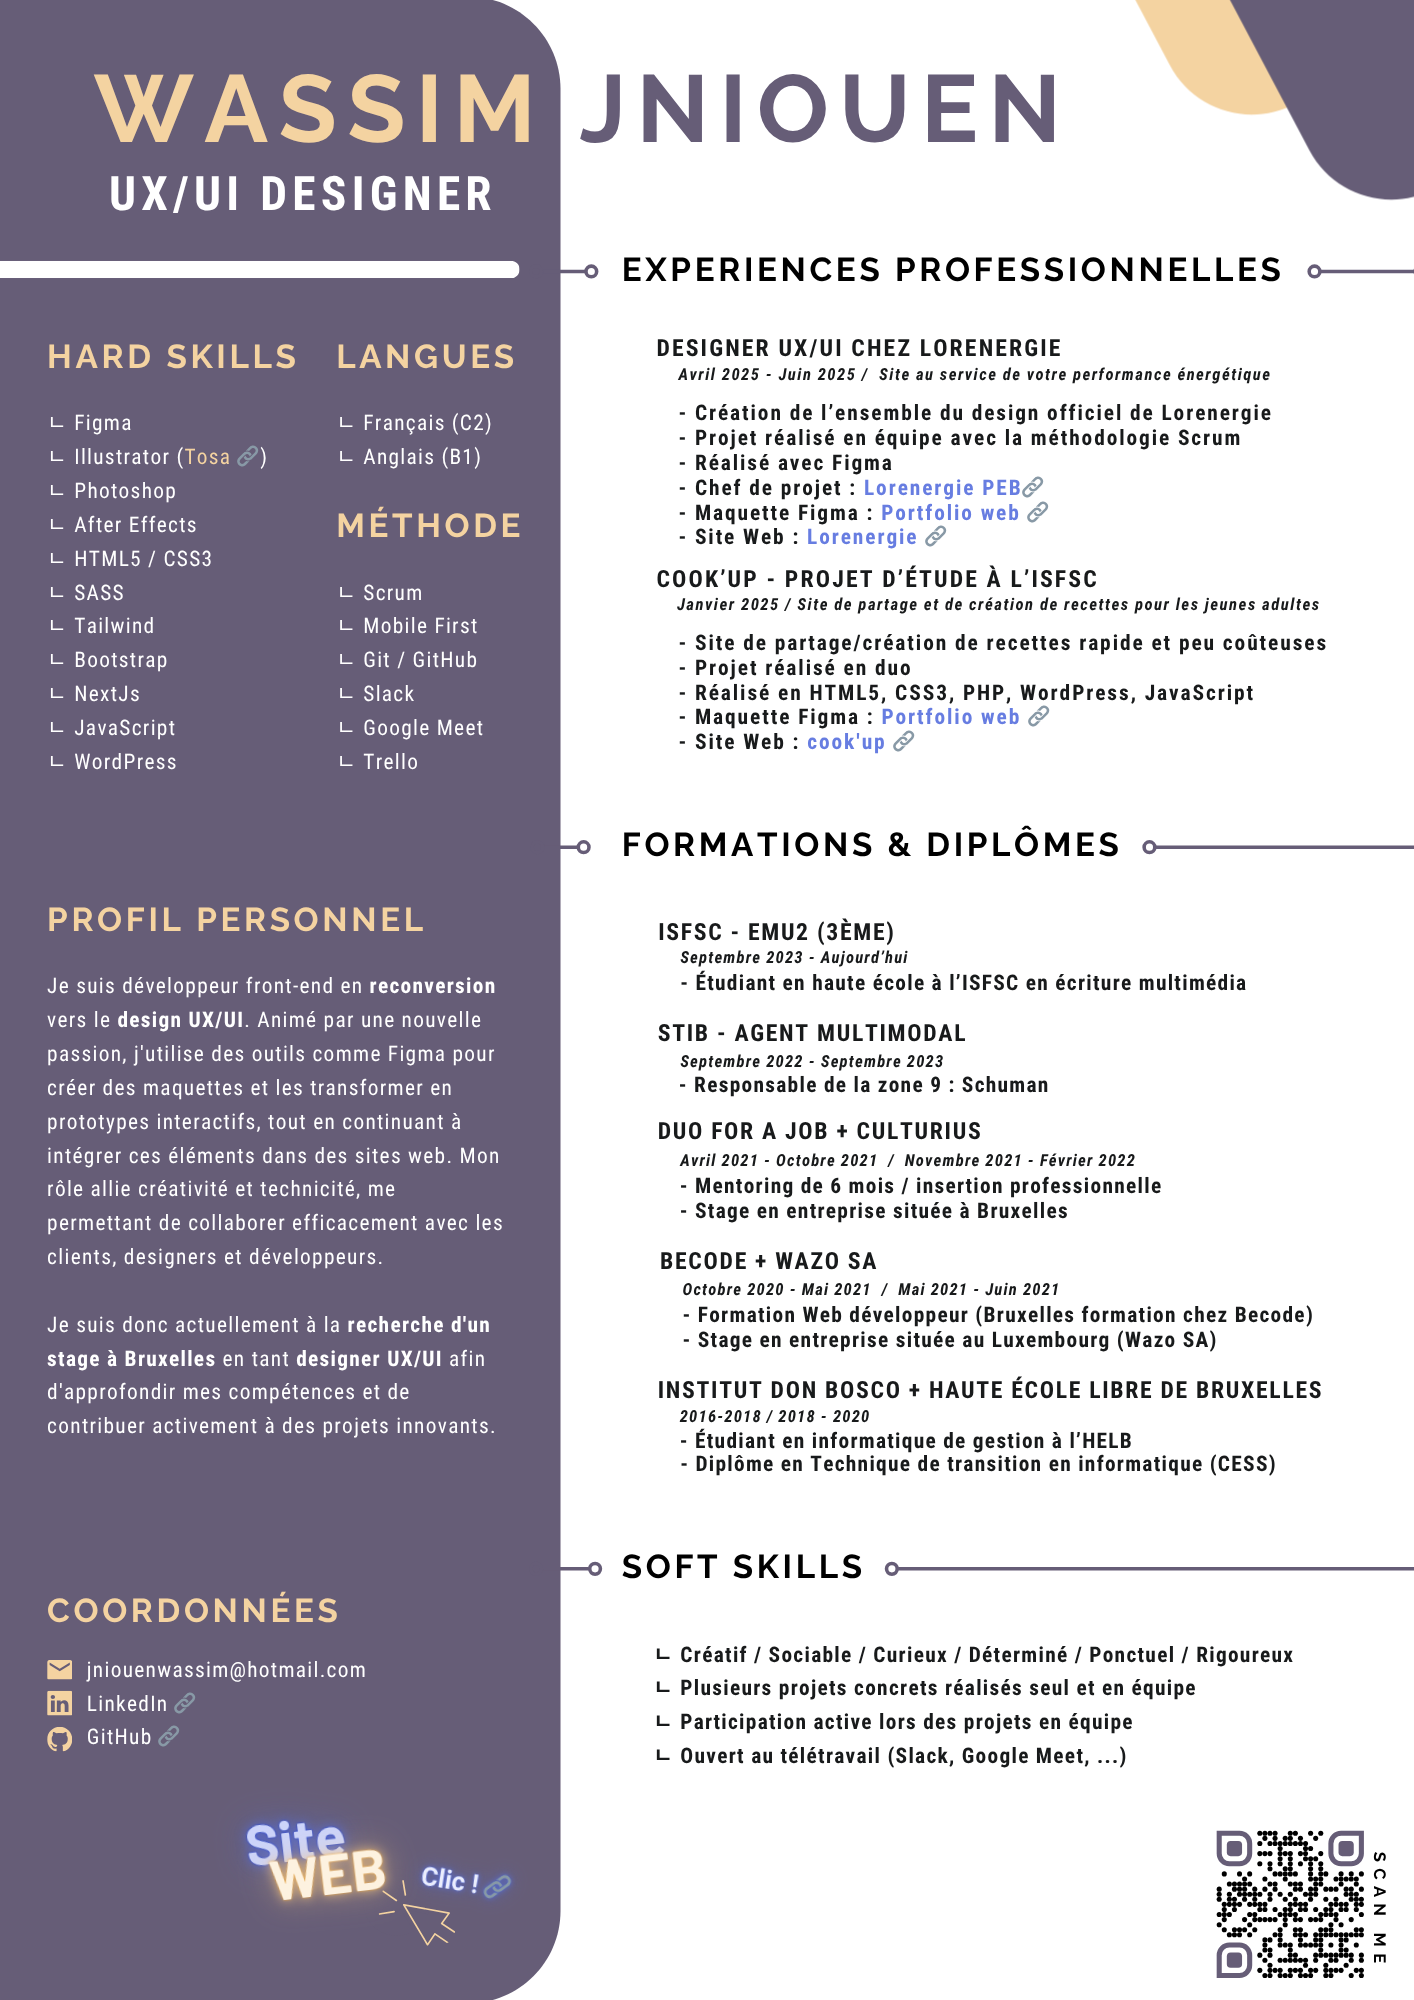 WASSIM JNIOUEN
UX/UI DESIGNER
HARD SKILLS
∟ Figma
∟ Illustrator (Tosa 🔗)
∟ Photoshop
∟ After Effects
∟ HTML5 / CSS3
∟ SASS
∟ Tailwind
∟ Bootstrap
∟ NextJs
∟ JavaScript
∟ WordPress
LANGUES
∟ Français (C2)
∟ Anglais (B1)
MÉTHODE
∟ Scrum
∟ Mobile First
∟ Git / GitHub
∟ Slack
∟ Google Meet
∟ Trello
PROFIL PERSONNEL
Je suis développeur front-end en reconversion
vers le design UX/UI. Animé par une nouvelle
passion, j'utilise des outils comme Figma pour
créer des maquettes et les transformer en
prototypes interactifs, tout en continuant à
intégrer ces éléments dans des sites web. Mon
rôle allie créativité et technicité, me
permettant de collaborer efficacement avec les
clients, designers et développeurs.
Je suis donc actuellement à la recherche d'un
stage à Bruxelles en tant designer UX/UI afin
d'approfondir mes compétences et de
contribuer activement à des projets innovants.
COORDONNÉES
jniouenwassim@hotmail.com
LinkedIn 🔗
GitHub 🔗
Site
WEB
Clic ! 🔗
EXPERIENCES PROFESSIONNELLES
DESIGNER UX/UI CHEZ LORENERGIE
Avril 2025 - Juin 2025 / Site au service de votre performance énergétique
- Création de l’ensemble du design officiel de Lorenergie
- Projet réalisé en équipe avec la méthodologie Scrum
- Réalisé avec Figma
- Chef de projet : Lorenergie PEB🔗
- Maquette Figma : Portfolio web 🔗
- Site Web : Lorenergie 🔗
COOK’UP - PROJET D’ÉTUDE À L’ISFSC
Janvier 2025 / Site de partage et de création de recettes pour les jeunes adultes
- Site de partage/création de recettes rapide et peu coûteuses
- Projet réalisé en duo
- Réalisé en HTML5, CSS3, PHP, WordPress, JavaScript
- Maquette Figma : Portfolio web 🔗
- Site Web : cook'up 🔗
FORMATIONS & DIPLÔMES
ISFSC - EMU2 (3ÈME)
Septembre 2023 - Aujourd’hui
- Étudiant en haute école à l’ISFSC en écriture multimédia
STIB - AGENT MULTIMODAL
Septembre 2022 - Septembre 2023
- Responsable de la zone 9 : Schuman
DUO FOR A JOB + CULTURIUS
Avril 2021 - Octobre 2021 / Novembre 2021 - Février 2022
- Mentoring de 6 mois / insertion professionnelle
- Stage en entreprise située à Bruxelles
BECODE + WAZO SA
Octobre 2020 - Mai 2021 / Mai 2021 - Juin 2021
- Formation Web développeur (Bruxelles formation chez Becode)
- Stage en entreprise située au Luxembourg (Wazo SA)
INSTITUT DON BOSCO + HAUTE ÉCOLE LIBRE DE BRUXELLES
2016-2018 / 2018 - 2020
- Étudiant en informatique de gestion à l’HELB
- Diplôme en Technique de transition en informatique (CESS)
SOFT SKILLS
∟ Créatif / Sociable / Curieux / Déterminé / Ponctuel / Rigoureux
∟ Plusieurs projets concrets réalisés seul et en équipe
∟ Participation active lors des projets en équipe
∟ Ouvert au télétravail (Slack, Google Meet, ...)
SCAN ME